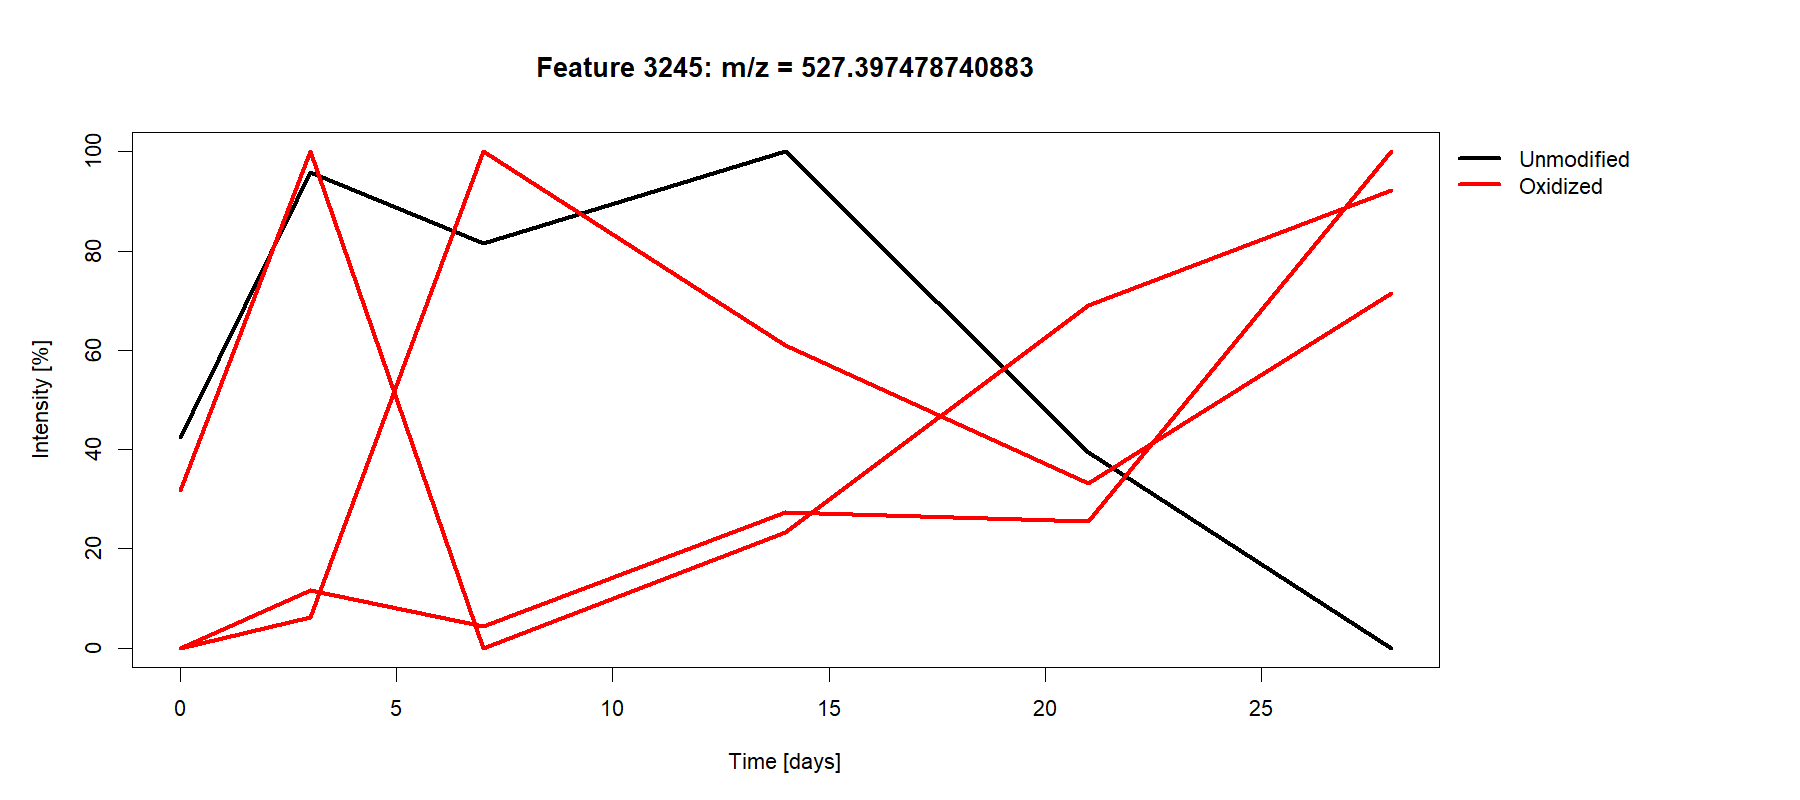 Feature 3245: m/z = 527.397478740883
Unmodified
Oxidized
Intensity [%]
100
80
60
40
20
0
0 5 10 15 20 25
Time [days]